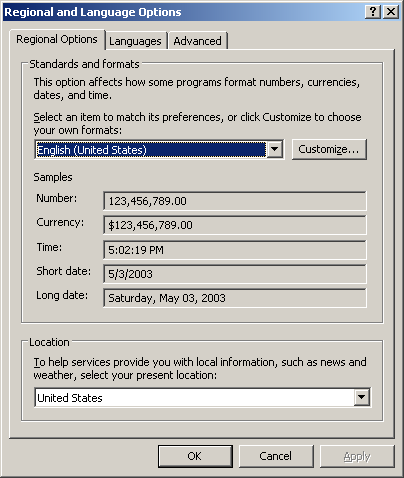 Regional and Language Options
Regional Options Languages Advanced
Standards and formats
This option affects how some programs format numbers, currencies,
dates, and time.
Select an item to match its preferences, or click Customize to choose
your own formats:
English (United States) Customize...
Samples
Number: 123,456,789.00
Currency: $123,456,789.00
Time: 5:02:19 PM
Short date: 5/3/2003
Long date: Saturday, May 03, 2003
Location
To help services provide you with local information, such as news and
weather, select your present location:
United States
OK Cancel Apply